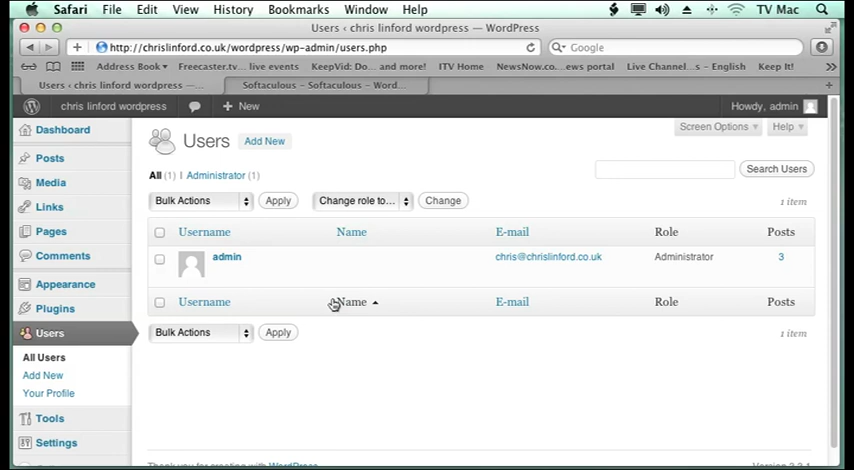 Safari File Edit View History Bookmarks Window Help TV Mac
Users ‹ chris linford wordpress — WordPress
http://chrislinford.co.uk/wordpress/wp-admin/users.php Google
Address Book Freecaster.tv... live events KeepVid: Do... and more! ITV Home NewsNow.co... ews portal Live Channel... s - English Keep It!
Users ‹ chris linford wordpress —... Softaculous - Softaculous - Word...
chris linford wordpress + New Howdy, admin
Screen Options Help
Dashboard
Users Add New
Posts
All (1) | Administrator (1) Search Users
Media
Bulk Actions Apply Change role to... Change 1 item
Links
Pages
Username Name E-mail Role Posts
Comments
admin chris@chrislinford.co.uk Administrator 3
Appearance
Plugins
Username Name E-mail Role Posts
Users
Bulk Actions Apply 1 item
All Users
Add New
Your Profile
Tools
Settings
Thank you for creating with WordPress